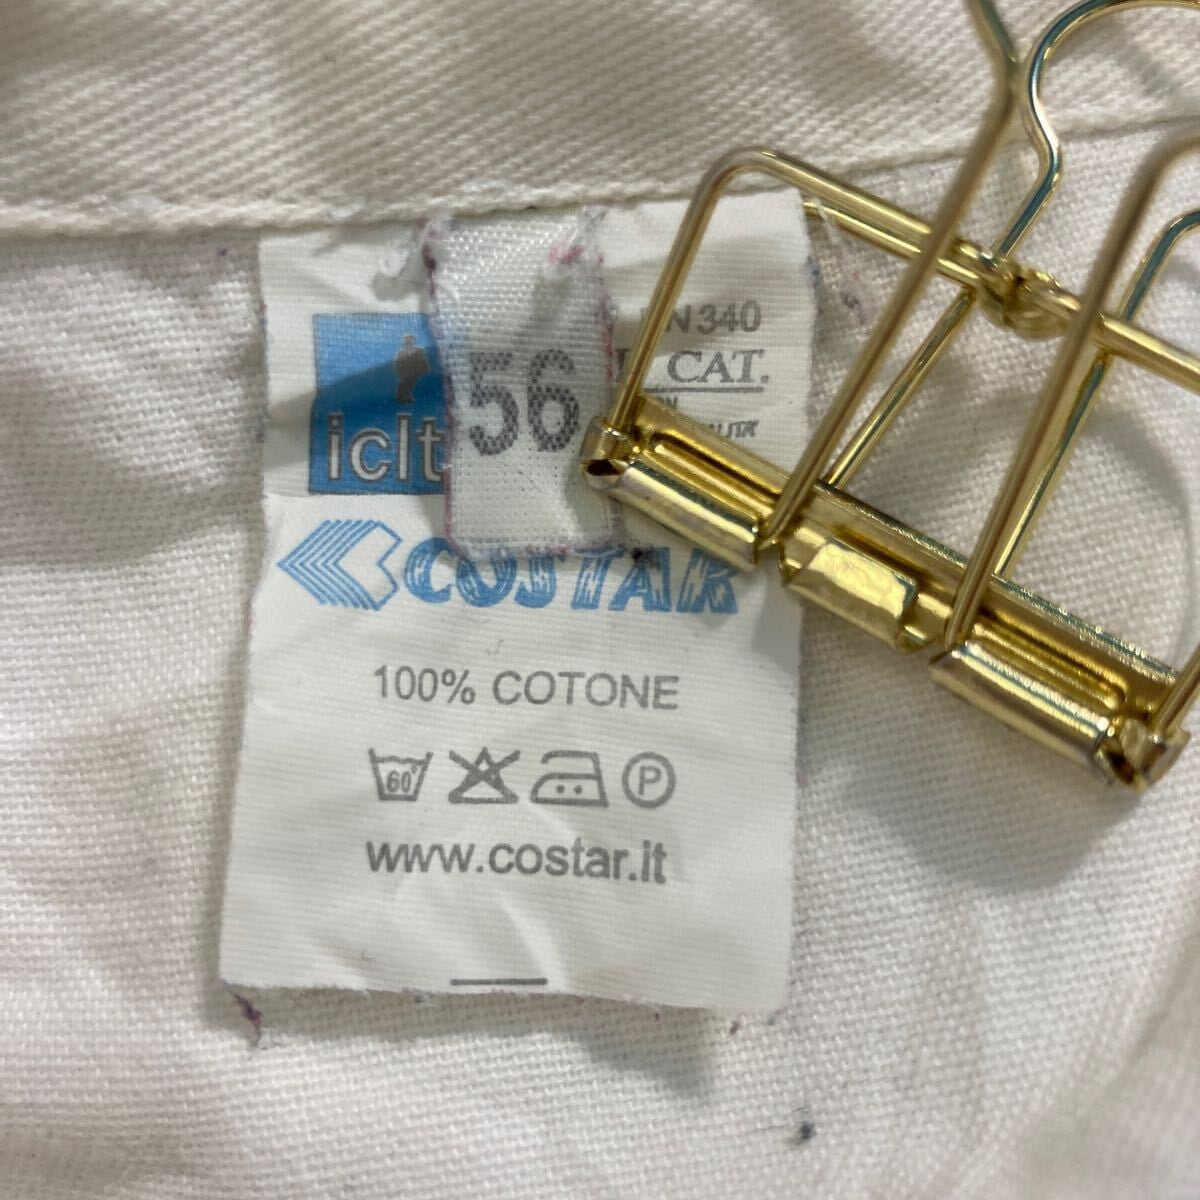 56
340
CAT.
iclt
COSTAR
100% COTONE
60°
P
www.costar.it